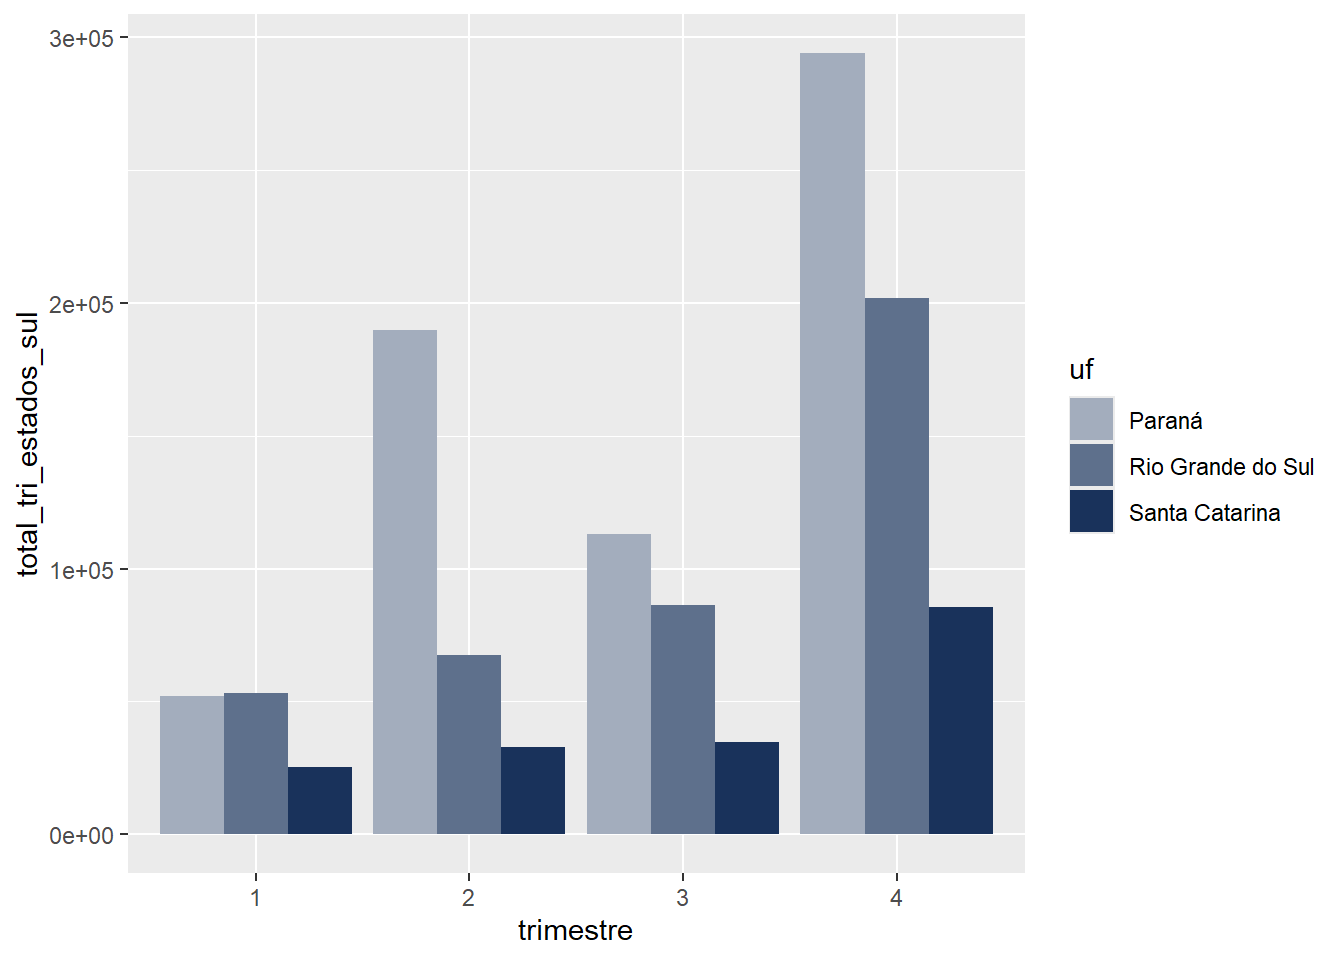 total_tri_estados_sul
3e+05
2e+05
1e+05
0e+00
1 2 3 4
trimestre
uf
Paraná
Rio Grande do Sul
Santa Catarina